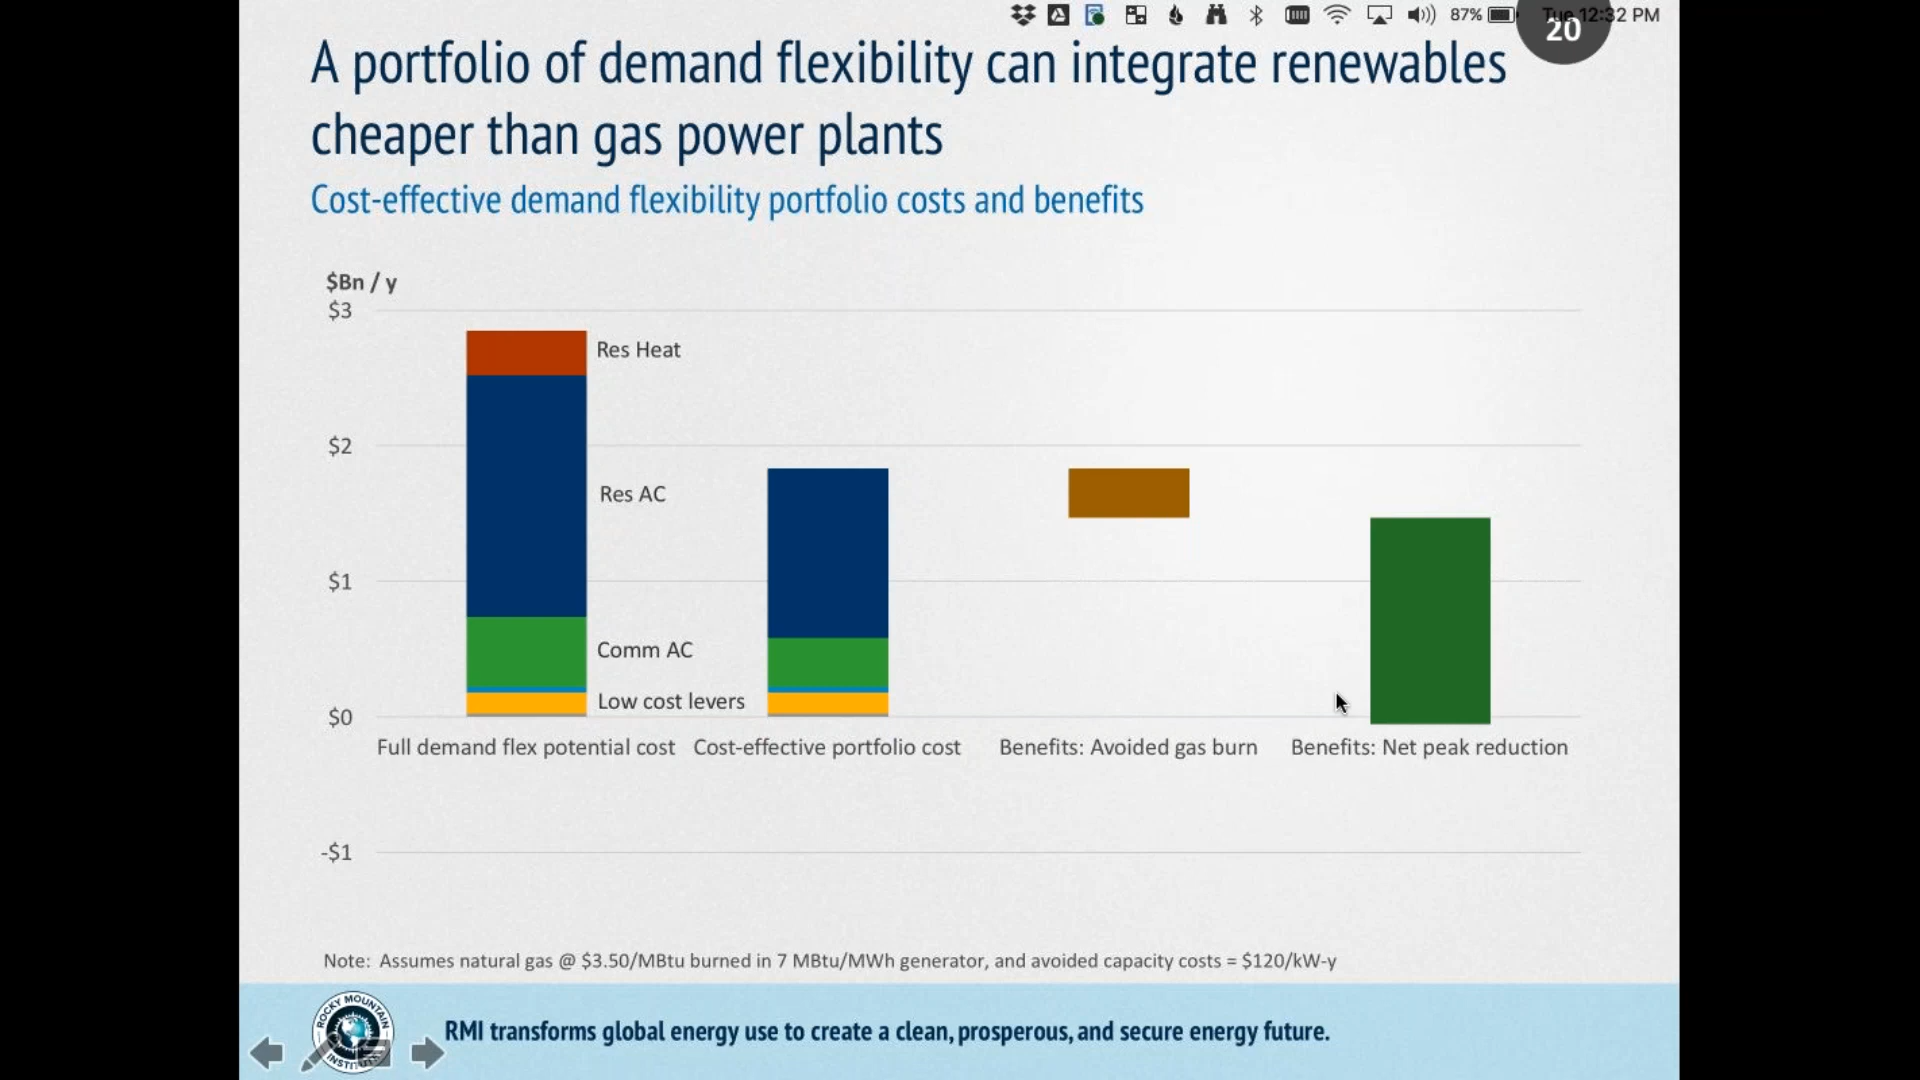 87%
Tue 12:32 PM
20
A portfolio of demand flexibility can integrate renewables
cheaper than gas power plants
Cost-effective demand flexibility portfolio costs and benefits
$Bn / y
$3
Res Heat
$2
Res AC
$1
Comm AC
Low cost levers
$0
Full demand flex potential cost
Cost-effective portfolio cost
Benefits: Avoided gas burn
Benefits: Net peak reduction
-$1
Note: Assumes natural gas @ $3.50/MBtu burned in 7 MBtu/MWh generator, and avoided capacity costs = $120/kW-y
ROCKY MOUNTAIN
RMI transforms global energy use to create a clean, prosperous, and secure energy future.